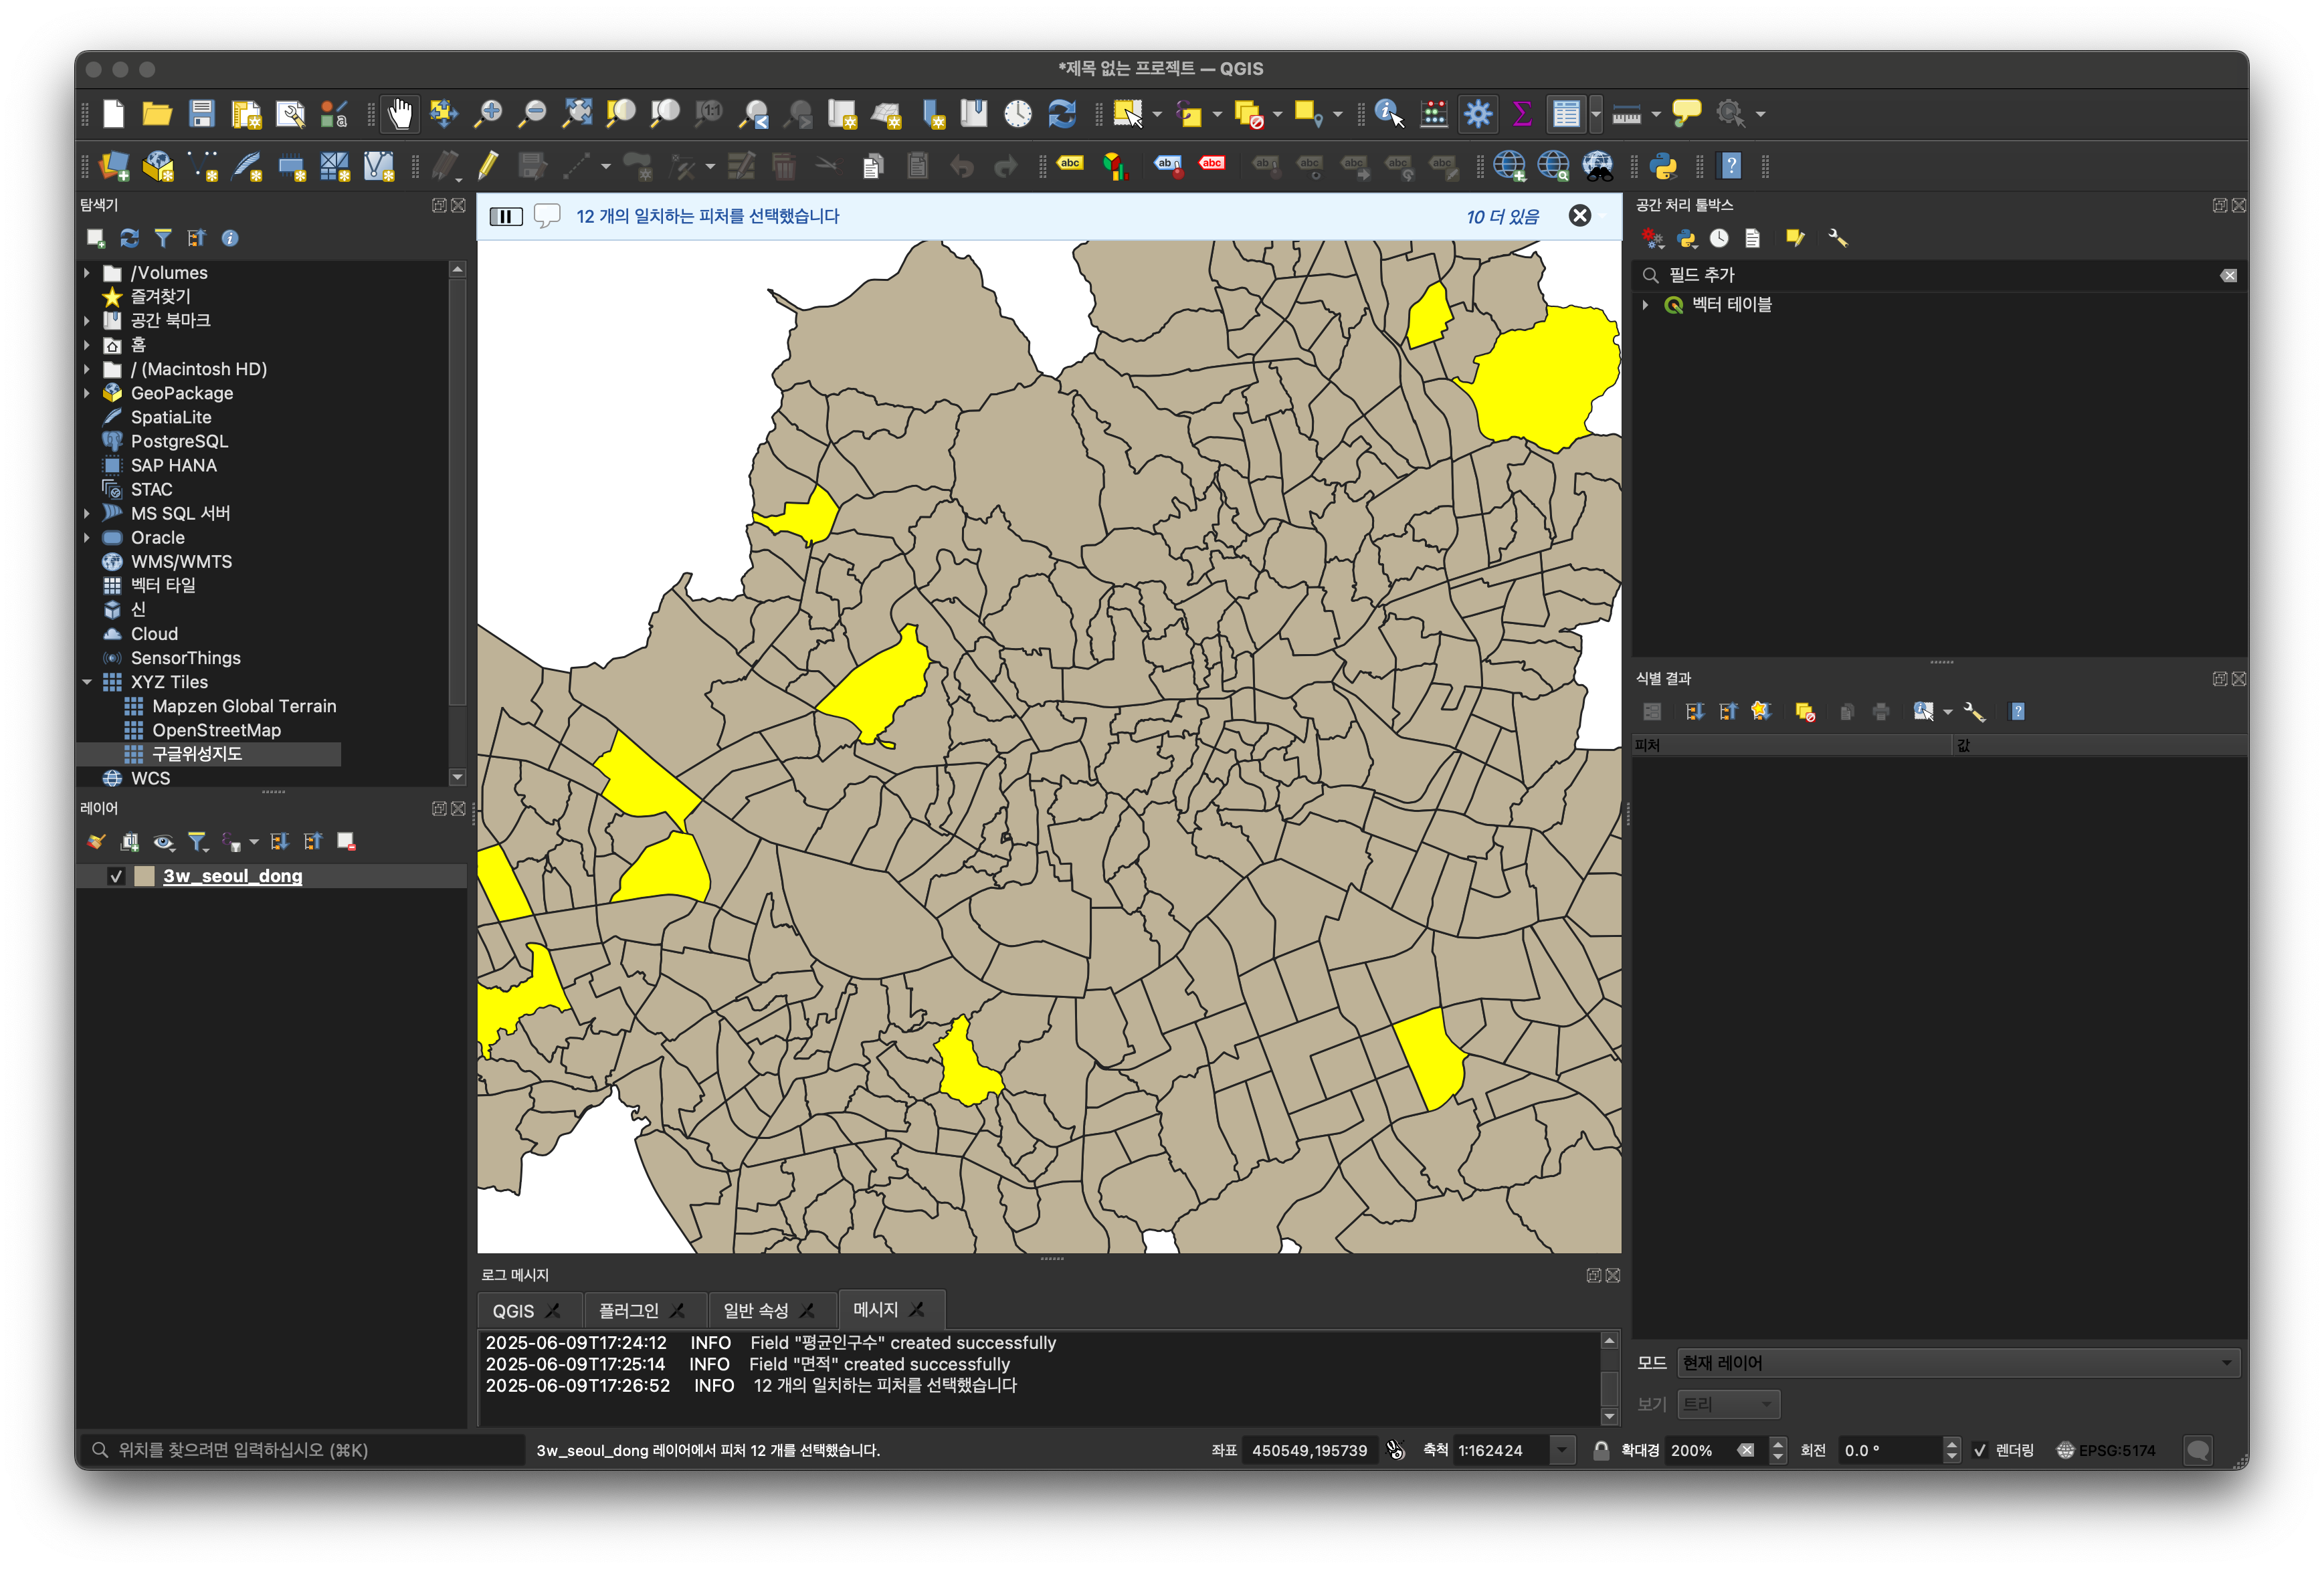 *제목 없는 프로젝트 — QGIS
탐색기
/Volumes
즐겨찾기
공간 북마크
홈
/ (Macintosh HD)
GeoPackage
SpatiaLite
PostgreSQL
SAP HANA
STAC
MS SQL 서버
Oracle
WMS/WMTS
벡터 타일
신
Cloud
SensorThings
XYZ Tiles
Mapzen Global Terrain
OpenStreetMap
구글위성지도
WCS
레이어
3w_seoul_dong
12 개의 일치하는 피처를 선택했습니다
10 더 있음
로그 메시지
QGIS 플러그인 일반 속성 메시지
2025-06-09T17:24:12 INFO Field "평균인구수" created successfully
2025-06-09T17:25:14 INFO Field "면적" created successfully
2025-06-09T17:26:52 INFO 12 개의 일치하는 피처를 선택했습니다
공간 처리 툴박스
필드 추가
벡터 테이블
식별 결과
피처 값
모드 현재 레이어
보기 트리
위치를 찾으려면 입력하십시오 (⌘K) 3w_seoul_dong 레이어에서 피처 12 개를 선택했습니다. 좌표 450549,195739 축척 1:162424 확대경 200% 회전 0.0 ° 렌더링 EPSG:5174